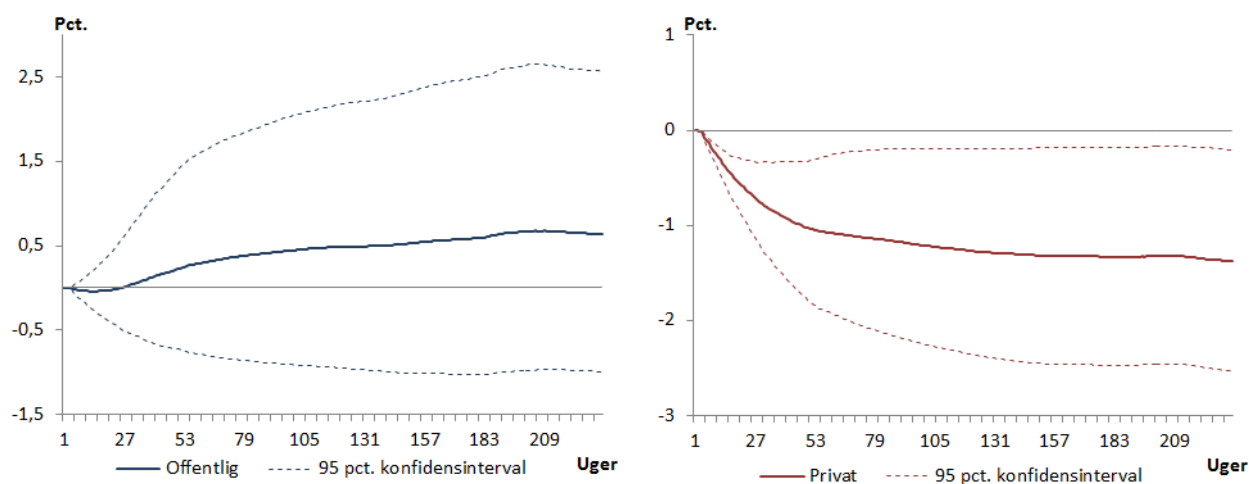 Pct.
2,5
1,5
0,5
-0,5
-1,5
1 27 53 79 105 131 157 183 209
Offentlig 95 pct. konfidensinterval Uger
Pct.
1
0
-1
-2
-3
1 27 53 79 105 131 157 183 209
Uger
Privat 95 pct. konfidensinterval